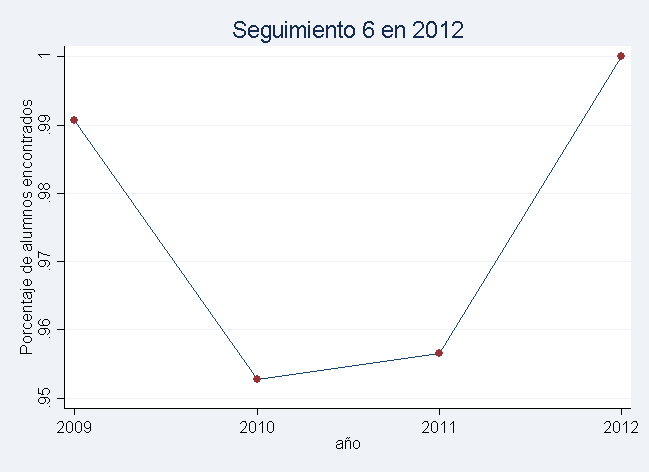 Seguimiento 6 en 2012
Porcentaje de alumnos encontrados
1
.99
.98
.97
.96
.95
2009 2010 2011 2012
año